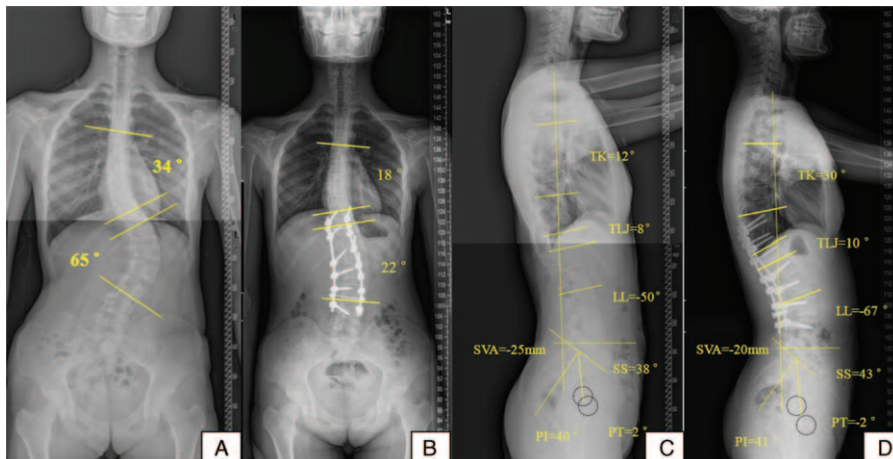 34°
65°
A
18°
22°
B
TK=12°
TLJ=8°
LL=-50°
SVA=-25mm
SS=38°
PI=40°
PT=2°
C
TK=30°
TLJ=10°
LL=-67°
SVA=-20mm
SS=43°
PT=-2°
PI=41°
D